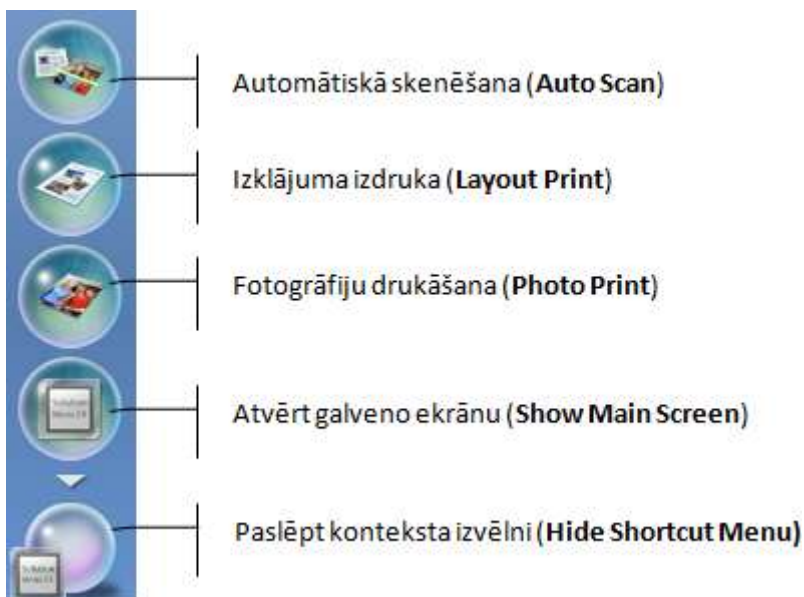 Automātiskā skenēšana (Auto Scan)
Izklājuma izdruka (Layout Print)
Fotogrāfiju drukāšana (Photo Print)
Atvērt galveno ekrānu (Show Main Screen)
Paslēpt konteksta izvēlni (Hide Shortcut Menu)